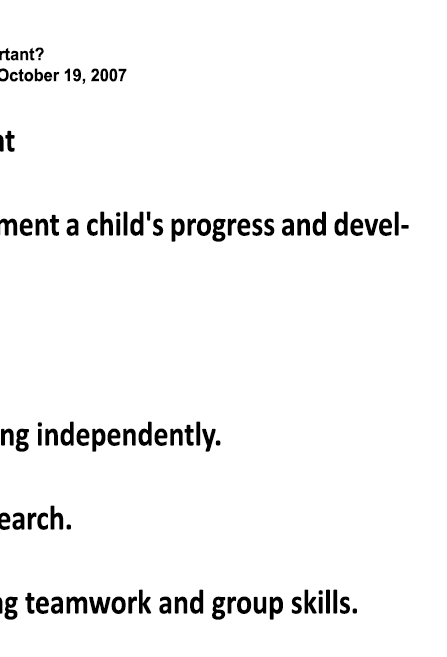 rtant?
October 19, 2007
nt
ment a child's progress and devel-
ng independently.
earch.
ng teamwork and group skills.